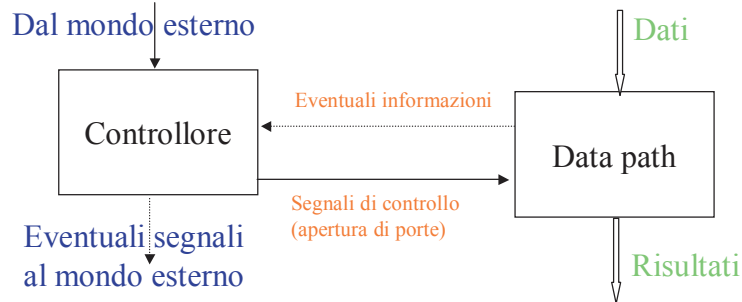 Dal mondo esterno
Dati
Eventuali informazioni
Controllore
Data path
Segnali di controllo
(apertura di porte)
Eventuali segnali
al mondo esterno
Risultati